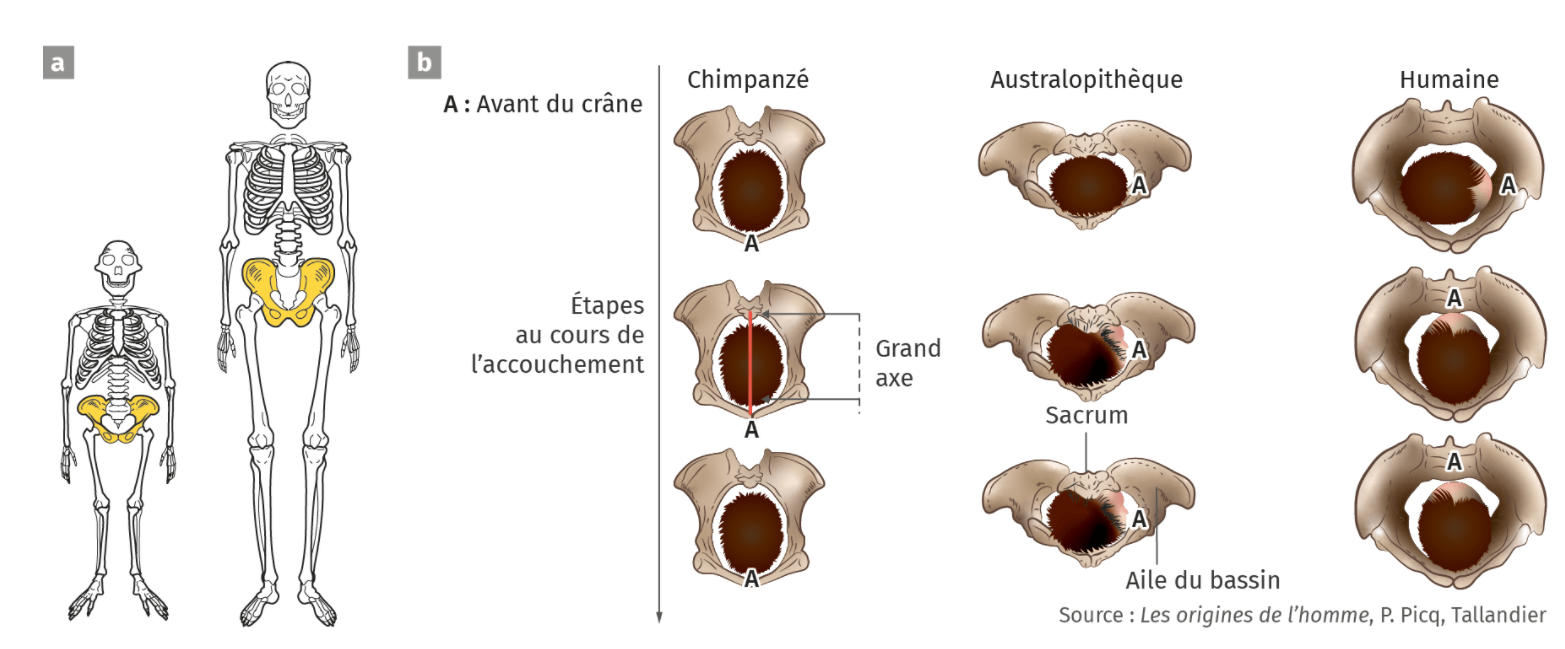 a
b
A : Avant du crâne
Étapes
au cours de
l'accouchement
Chimpanzé
A
A
A
Grand
axe
Australopithèque
A
A
Sacrum
A
Aile du bassin
Humaine
A
A
A
Source : Les origines de l'homme, P. Picq, Tallandier